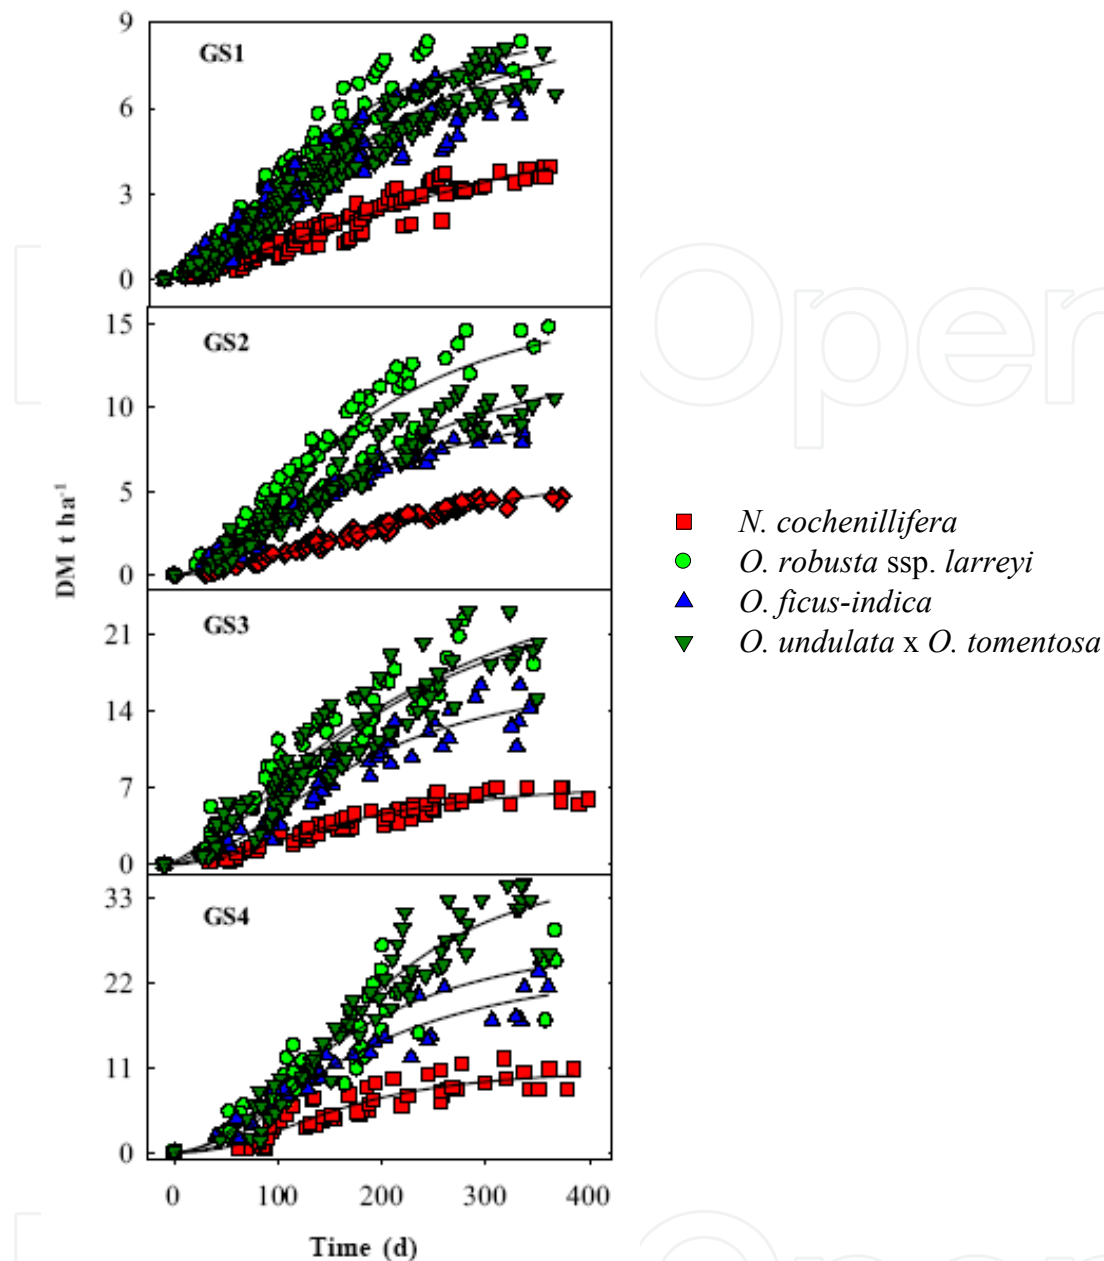 9
GS1
6
3
0
15
GS2
10
5
0
21
GS3
14
7
0
33
GS4
22
11
0
DM t ha-1
0 100 200 300 400
Time (d)
N. cochenillifera
O. robusta ssp. larreyi
O. ficus-indica
O. undulata x O. tomentosa
Open